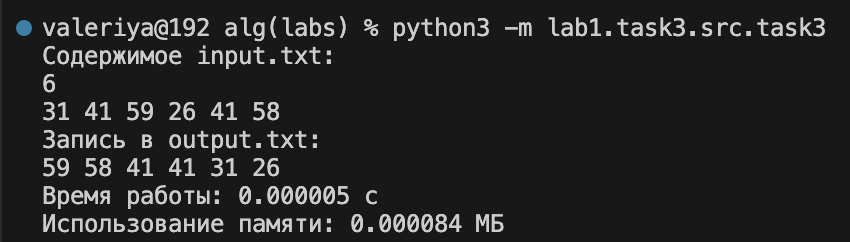 valeriya@192 alg(labs) % python3 -m lab1.task3.src.task3
Содержимое input.txt:
6
31 41 59 26 41 58
Запись в output.txt:
59 58 41 41 31 26
Время работы: 0.000005 с
Использование памяти: 0.000084 МБ